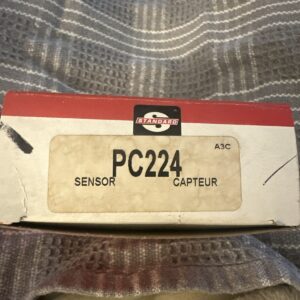 STANDARD
A3C
PC224
SENSOR CAPTEUR